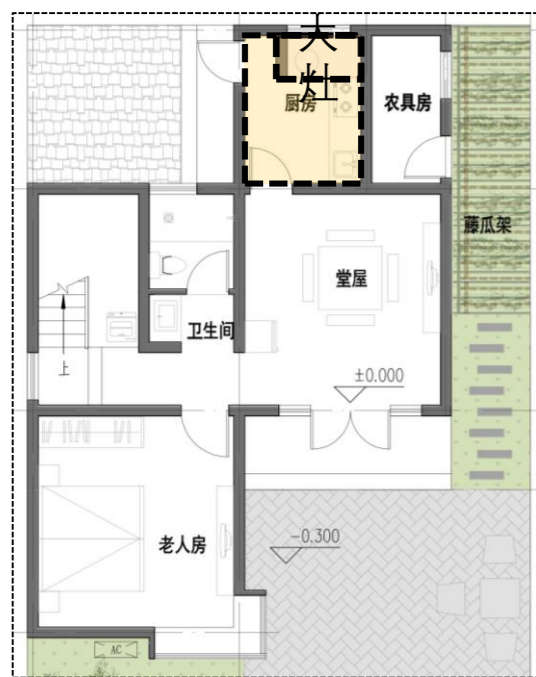 大
灶
厨房
农具房
藤瓜架
堂屋
卫生间
上
±0.000
老人房
-0.300
AC